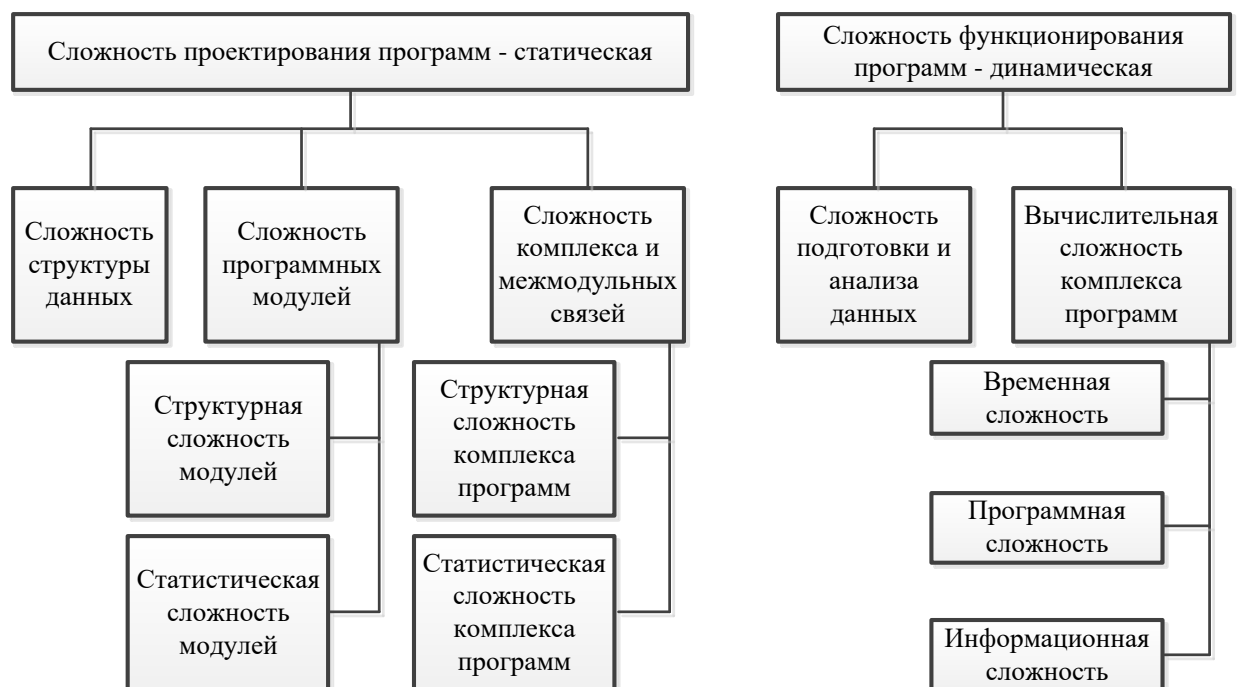 Сложность проектирования программ - статическая
Сложность функционирования
программ - динамическая
Сложность
структуры
данных
Сложность
программных
модулей
Сложность
комплекса и
межмодульных
связей
Сложность
подготовки и
анализа
данных
Вычислительная
сложность
комплекса
программ
Структурная
сложность
модулей
Структурная
сложность
комплекса
программ
Временная
сложность
Программная
сложность
Статистическая
сложность
модулей
Статистическая
сложность
комплекса
программ
Информационная
сложность